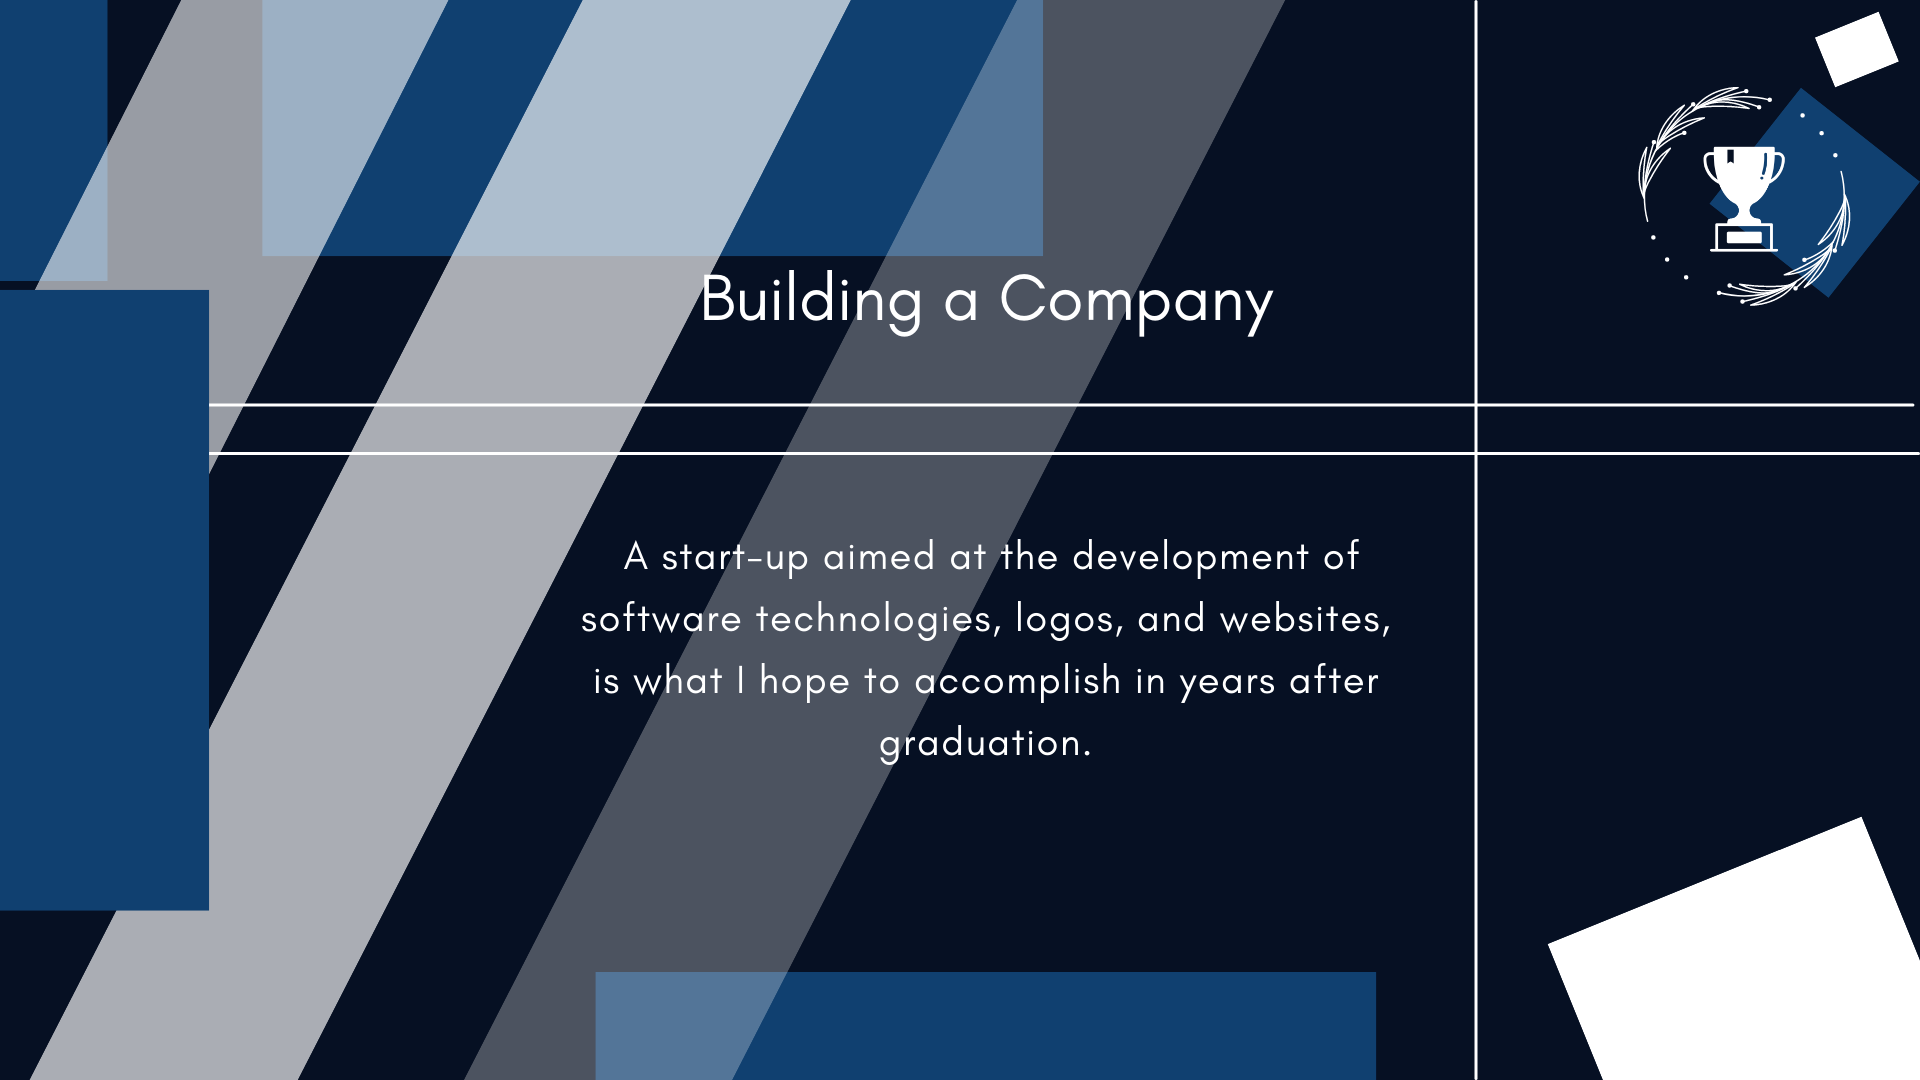 Building a Company
A start-up aimed at the development of
software technologies, logos, and websites,
is what I hope to accomplish in years after
graduation.